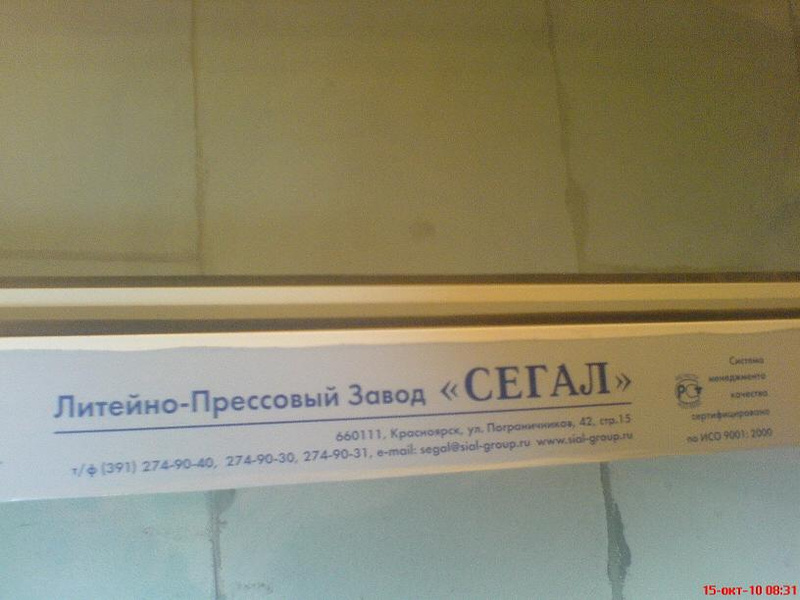 Литейно-Прессовый Завод «СЕГАЛ»
660111, Красноярск, ул. Пограничников, 42, стр.15
т/ф (391) 274-90-40, 274-90-30, 274-90-31, e-mail: segal@sial-group.ru www.sial-group.ru
РСТ
Система
менеджмента
качества
сертифицирована
по ИСО 9001: 2000
15-окт-10 08:31